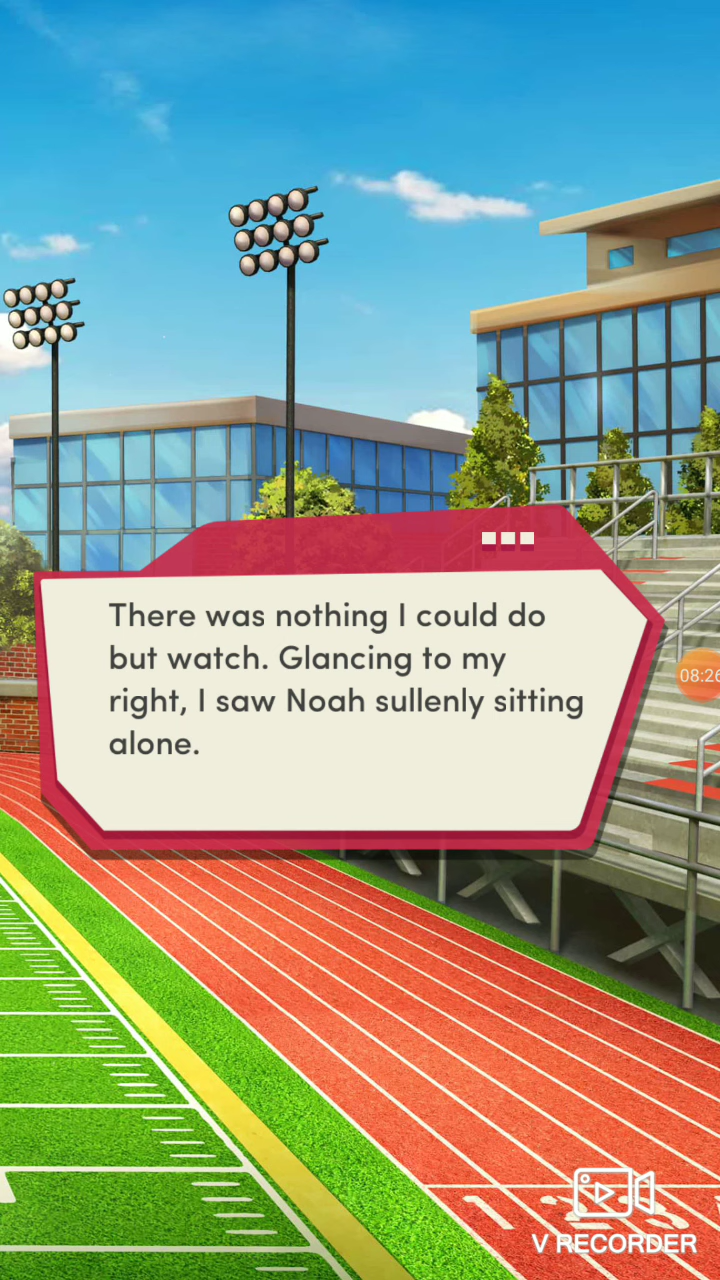 There was nothing I could do
but watch. Glancing to my
right, I saw Noah sullenly sitting
alone.
08:26
1
V RECORDER